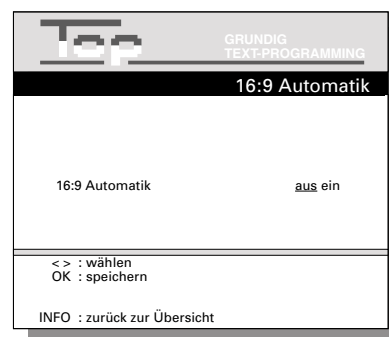 Top
GRUNDIG
TEXT-PROGRAMMING
16:9 Automatik
16:9 Automatik aus ein
< > : wählen
OK : speichern
INFO : zurück zur Übersicht